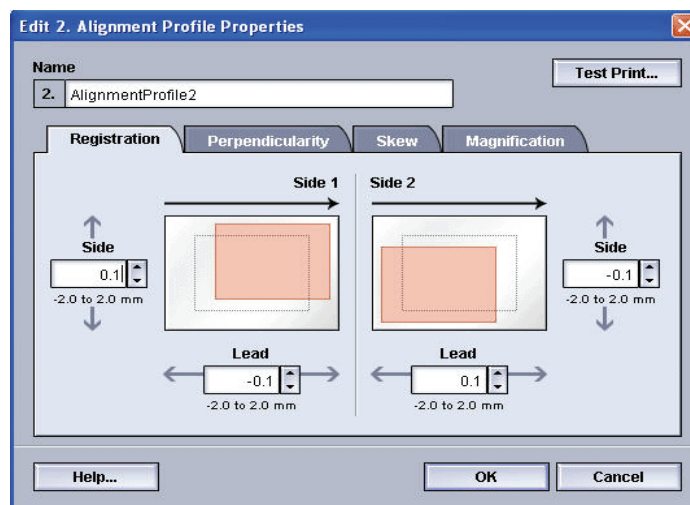 Edit 2. Alignment Profile Properties
Name
Test Print...
2. AlignmentProfile2
Registration Perpendicularity Skew Magnification
Side 1 Side 2
Side
0.1
-2.0 to 2.0 mm
Side
-0.1
-2.0 to 2.0 mm
Lead
-0.1
-2.0 to 2.0 mm
Lead
0.1
-2.0 to 2.0 mm
Help... OK Cancel